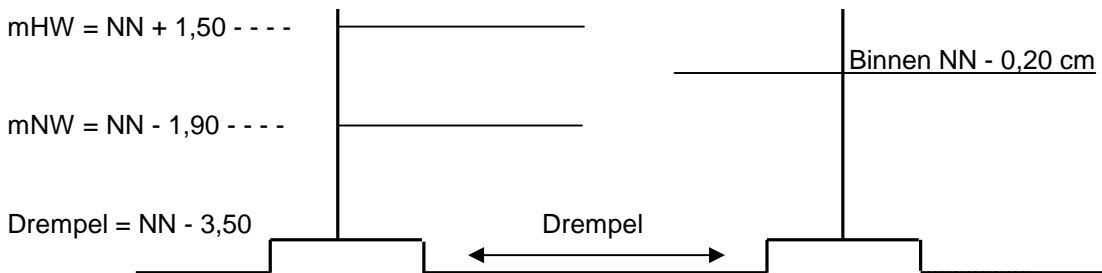 mHW = NN + 1,50 - - - -
Binnen NN - 0,20 cm
mNW = NN - 1,90 - - - -
Drempel = NN - 3,50
Drempel